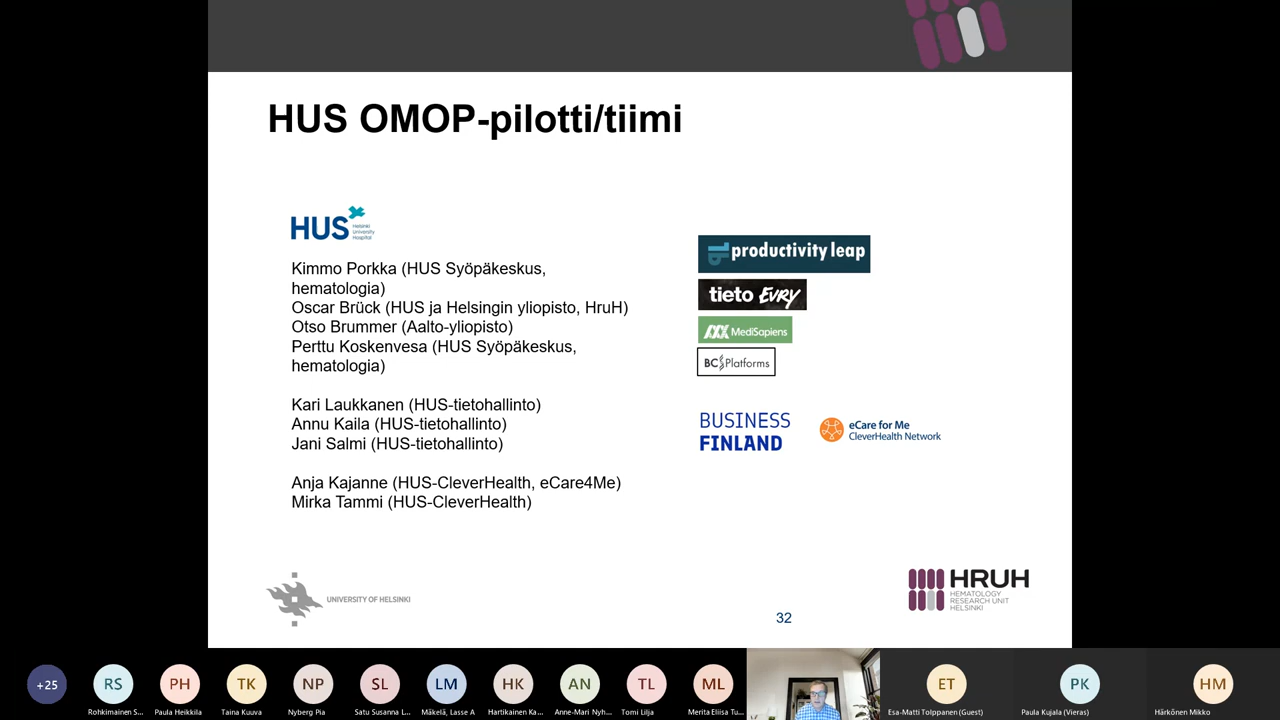 HUS OMOP-pilotti/tiimi
HUS
Helsinki
University
Hospital
Kimmo Porkka (HUS Syöpäkeskus,
hematologia)
Oscar Brück (HUS ja Helsingin yliopisto, HruH)
Otso Brummer (Aalto-yliopisto)
Perttu Koskenvesa (HUS Syöpäkeskus,
hematologia)
Kari Laukkanen (HUS-tietohallinto)
Annu Kaila (HUS-tietohallinto)
Jani Salmi (HUS-tietohallinto)
Anja Kajanne (HUS-CleverHealth, eCare4Me)
Mirka Tammi (HUS-CleverHealth)
productivity leap
tieto Evry
MediSapiens
BC Platforms
BUSINESS
FINLAND
eCare for Me
CleverHealth Network
UNIVERSITY OF HELSINKI
HRUH
HEMATOLOGY
RESEARCH UNIT
HELSINKI
32
+25
RS
PH
TK
NP
SL
LM
HK
AN
TL
ML
ET
PK
HM
Rohkimainen S...
Paula Heikkila
Taina Kuuva
Nyberg Pia
Satu Susanna L...
Mäkelä, Lasse A
Hartikainen Ka...
Anne-Mari Nyh...
Tomi Lilja
Merita Eliisa Tu...
Esa-Matti Tolppanen (Guest)
Paula Kujala (Vieras)
Härkönen Mikko